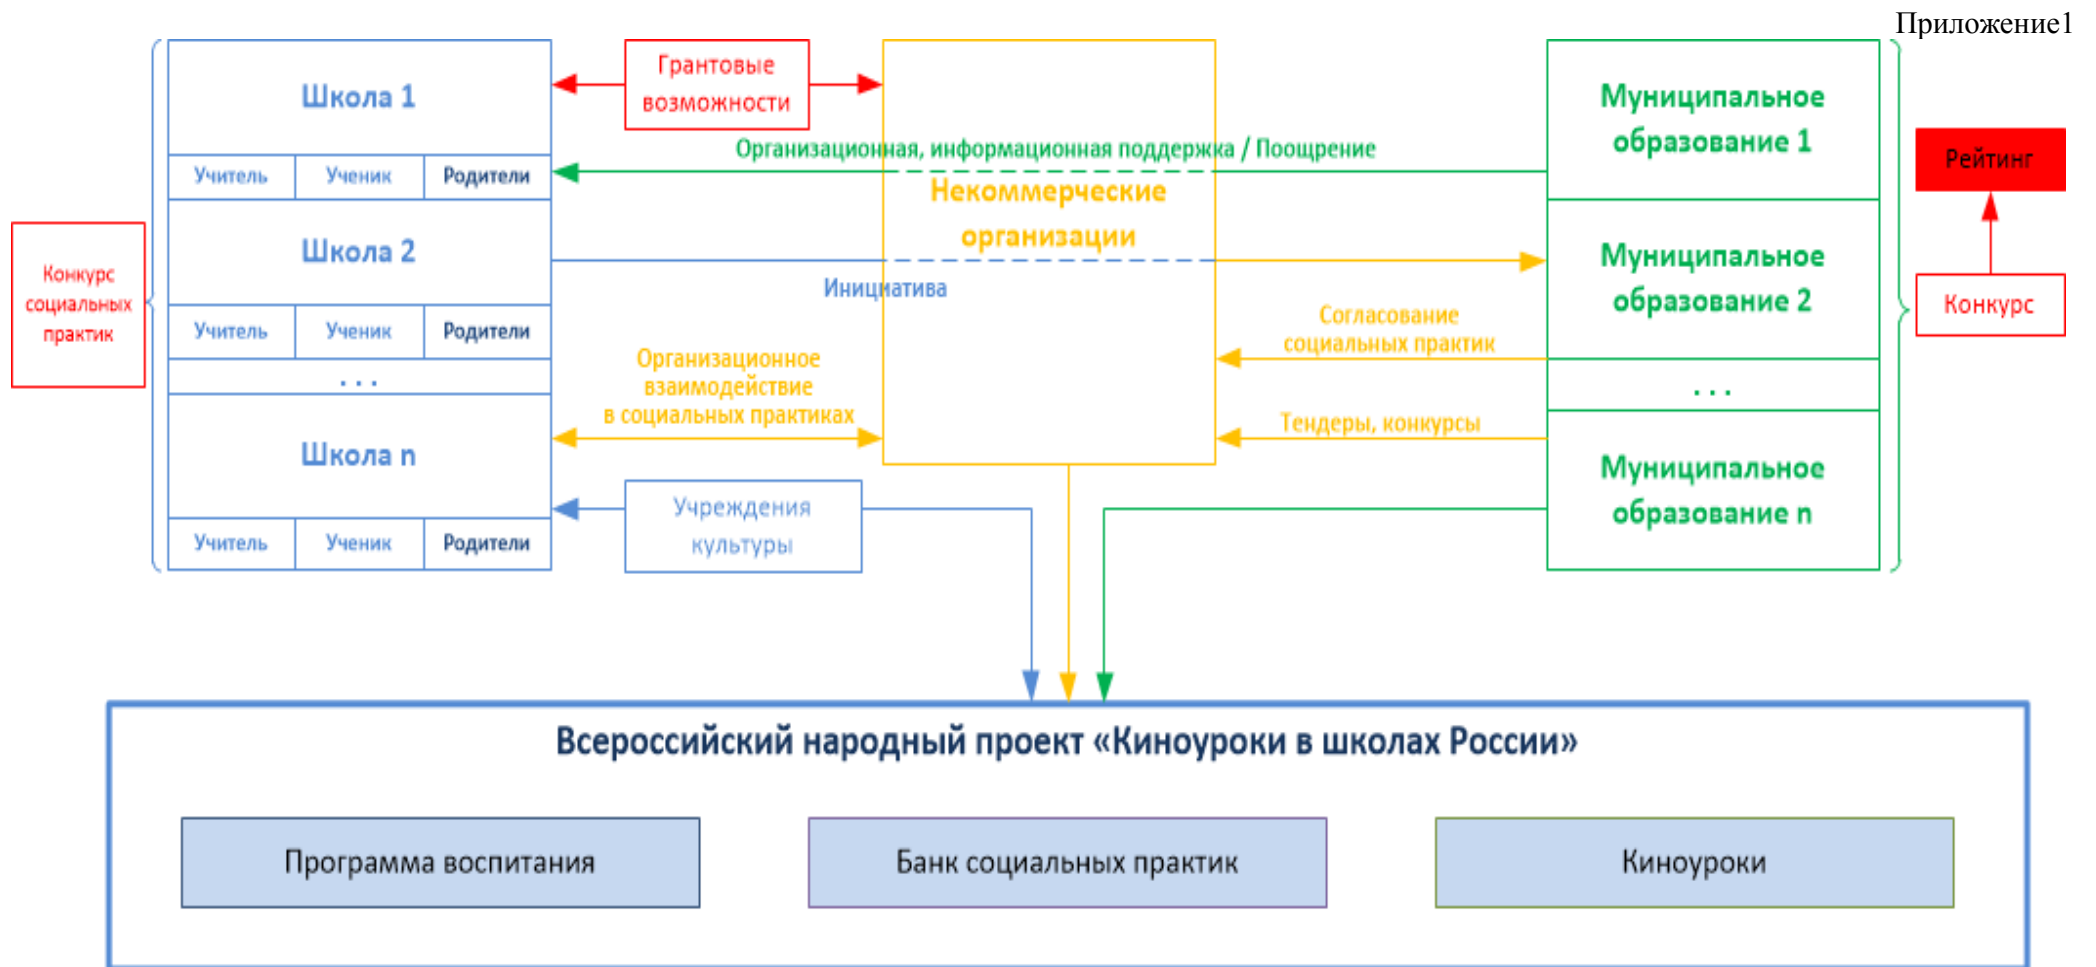 Приложение1
Школа 1
Учитель
Ученик
Родители
Школа 2
Учитель
Ученик
Родители
. . .
Школа n
Учитель
Ученик
Родители
Конкурс
социальных
практик
Грантовые
возможности
Организационная, информационная поддержка / Поощрение
Некоммерческие
организации
Инициатива
Организационное
взаимодействие
в социальных практиках
Учреждения
культуры
Согласование
социальных практик
Тендеры, конкурсы
Муниципальное
образование 1
Муниципальное
образование 2
. . .
Муниципальное
образование n
Рейтинг
Конкурс
Всероссийский народный проект «Киноуроки в школах России»
Программа воспитания
Банк социальных практик
Киноуроки